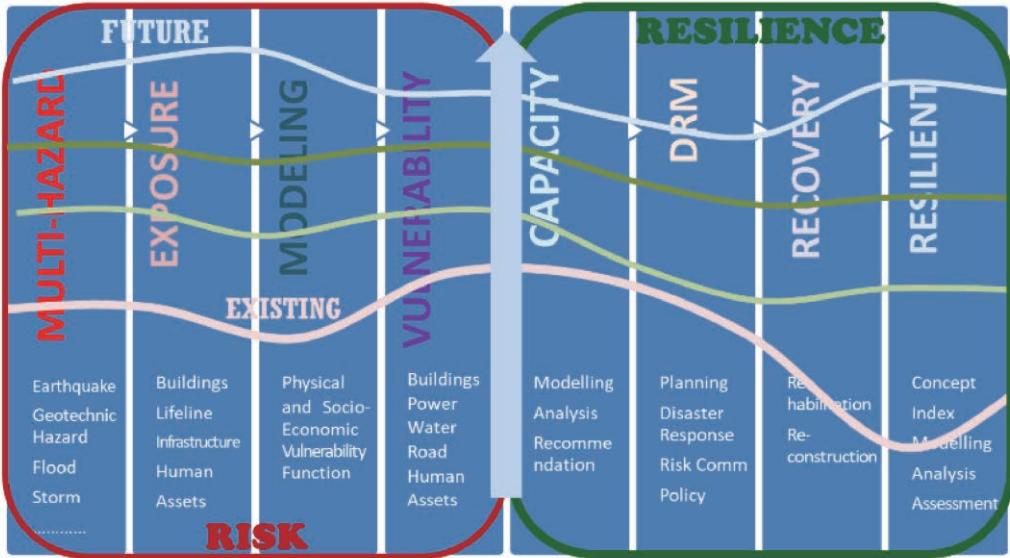 FUTURE
RESILIENCE
MULTI-HAZARD
EXPOSURE
MODELING
VULNERABILITY
CAPACITY
DRM
RECOVERY
RESILIENT
EXISTING
Earthquake
Geotechnic
Hazard
Flood
Storm
............
Buildings
Lifeline
Infrastructure
Human
Assets
Physical
and Socio-
Economic
Vulnerability
Function
Buildings
Power
Water
Road
Human
Assets
Modelling
Analysis
Recomme
ndation
Planning
Disaster
Response
Risk Comm
Policy
Re-
habilitation
Re-
construction
Concept
Index
Modelling
Analysis
Assessment
RISK